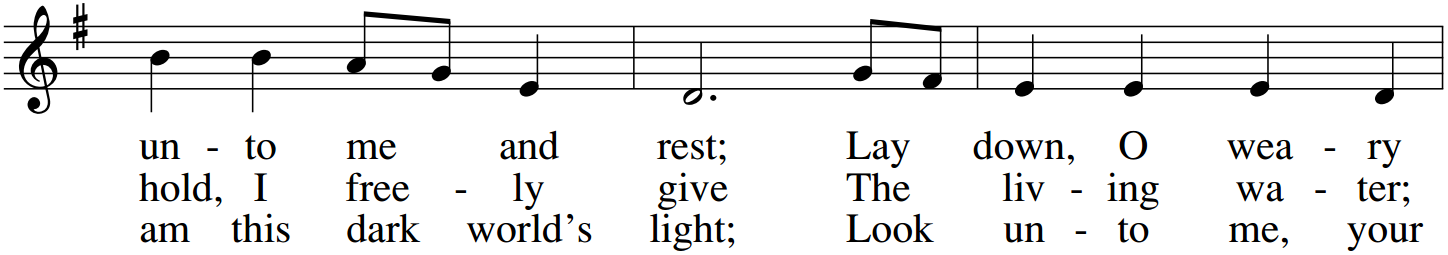 un - to me and rest; Lay down, O wea - ry
hold, I free - ly give The liv - ing wa - ter;
am this dark world's light; Look un - to me, your